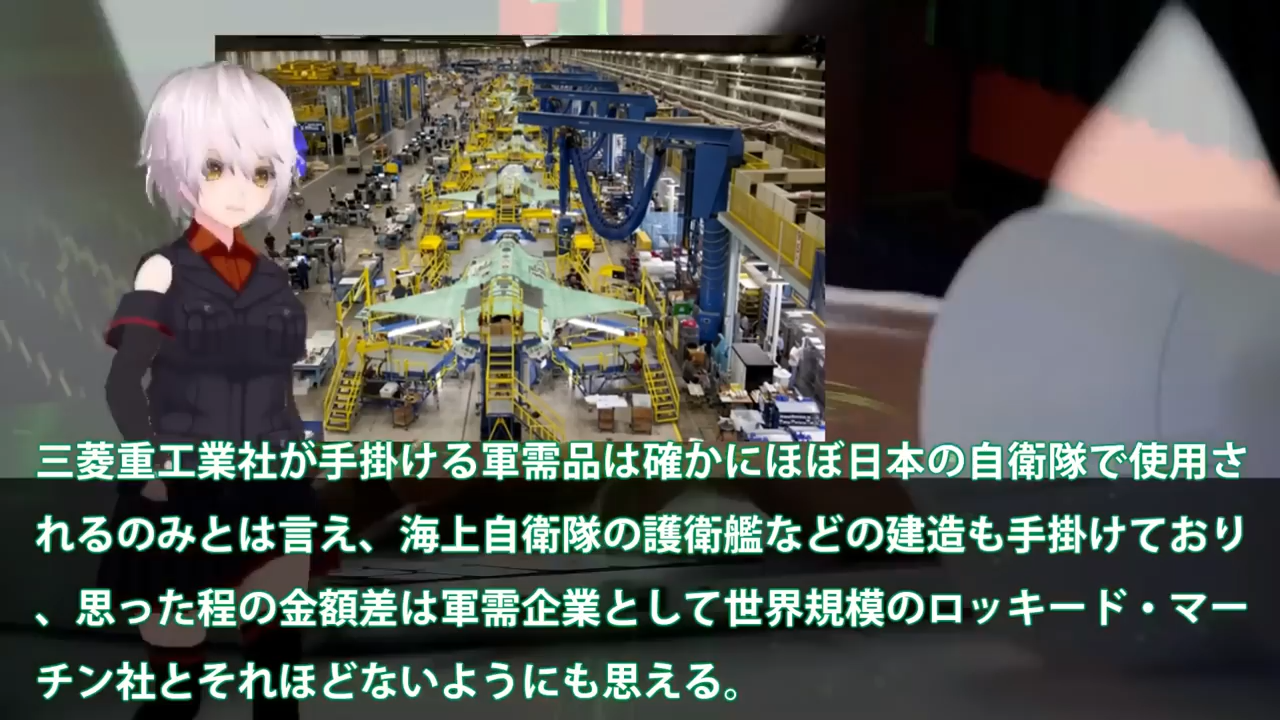 三菱重工業社が手掛ける軍需品は確かにほぼ日本の自衛隊で使用さ
れるのみとは言え、海上自衛隊の護衛艦などの建造も手掛けており
、思った程の金額差は軍需企業として世界規模のロッキード・マー
チン社とそれほどないようにも思える。